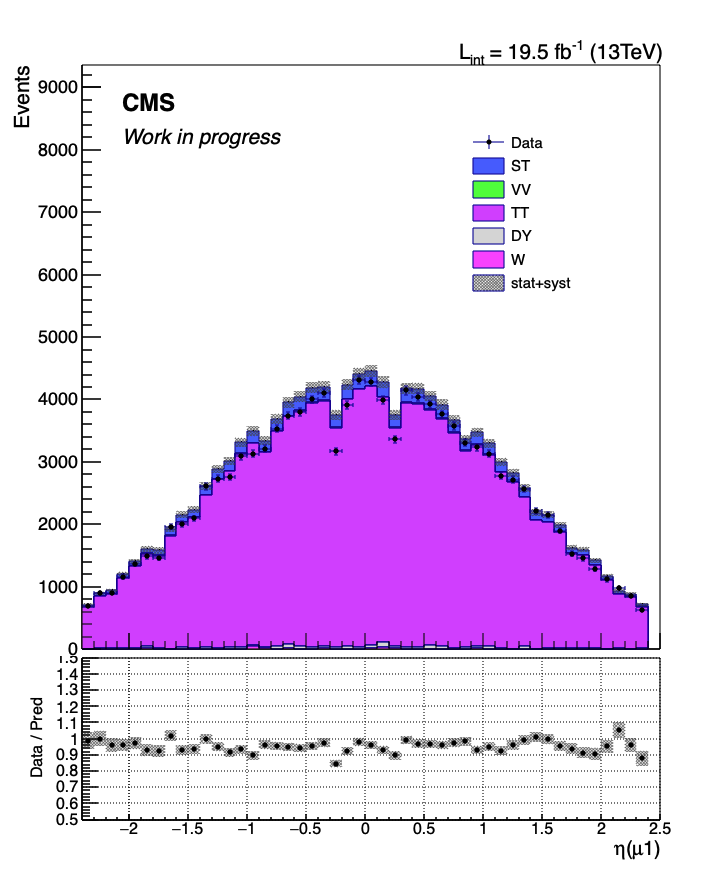 L_int = 19.5 fb⁻¹ (13TeV)
Events
9000
8000
7000
6000
5000
4000
3000
2000
1000
0
CMS
Work in progress
Data
ST
VV
TT
DY
W
stat+syst
Data / Pred
1.5
1.4
1.3
1.2
1.1
1
0.9
0.8
0.7
0.6
0.5
−2 −1.5 −1 −0.5 0 0.5 1 1.5 2 2.5
η(μ1)